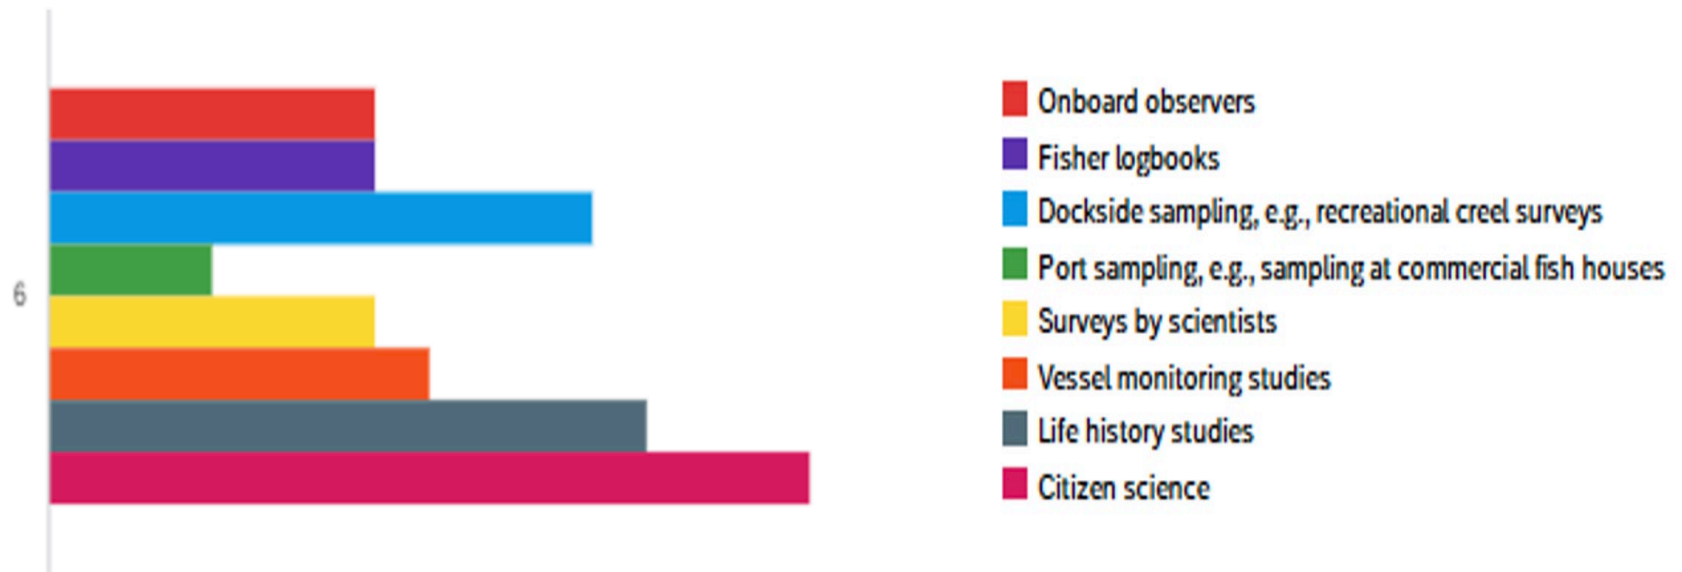 6
Onboard observers
Fisher logbooks
Dockside sampling, e.g., recreational creel surveys
Port sampling, e.g., sampling at commercial fish houses
Surveys by scientists
Vessel monitoring studies
Life history studies
Citizen science